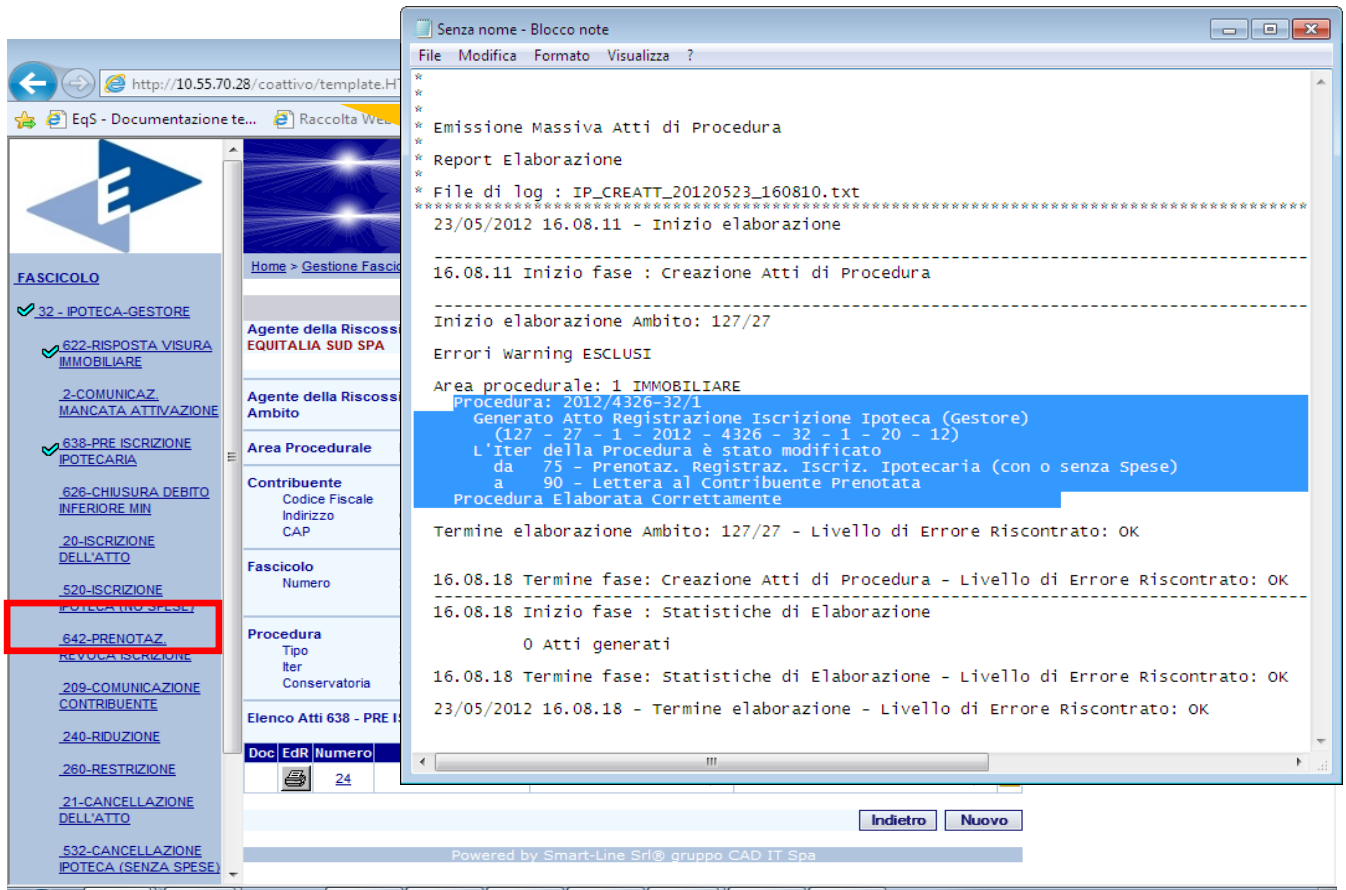 Senza nome - Blocco note
File Modifica Formato Visualizza ?
*
*
*
* Emissione Massiva Atti di Procedura
*
* Report Elaborazione
*
* File di log : IP_CREATT_20120523_160810.txt
******************************************************************************************
23/05/2012 16.08.11 - Inizio elaborazione
----------------------------------------------------------------------------------------
16.08.11 Inizio fase : Creazione Atti di Procedura
----------------------------------------------------------------------------------------
Inizio elaborazione Ambito: 127/27
Errori Warning ESCLUSI
Area procedurale: 1 IMMOBILIARE
Procedura: 2012/4326-32/1
Generato Atto Registrazione Iscrizione Ipoteca (Gestore)
(127 - 27 - 1 - 2012 - 4326 - 32 - 1 - 20 - 12)
L'Iter della Procedura è stato modificato
da 75 - Prenotaz. Registraz. Iscriz. Ipotecaria (con o senza Spese)
a 90 - Lettera al Contribuente Prenotata
Procedura Elaborata Correttamente
Termine elaborazione Ambito: 127/27 - Livello di Errore Riscontrato: OK
16.08.18 Termine fase: Creazione Atti di Procedura - Livello di Errore Riscontrato: OK
----------------------------------------------------------------------------------------
16.08.18 Inizio fase : Statistiche di Elaborazione
0 Atti generati
16.08.18 Termine fase: Statistiche di Elaborazione - Livello di Errore Riscontrato: OK
23/05/2012 16.08.18 - Termine elaborazione - Livello di Errore Riscontrato: OK
http://10.55.70.28/coattivo/template.HT
EqS - Documentazione te... Raccolta Web
E
FASCICOLO
32 - IPOTECA-GESTORE
622-RISPOSTA VISURA
IMMOBILIARE
2-COMUNICAZ.
MANCATA ATTIVAZIONE
638-PRE ISCRIZIONE
IPOTECARIA
626-CHIUSURA DEBITO
INFERIORE MIN
20-ISCRIZIONE
DELL'ATTO
520-ISCRIZIONE
IPOTECA (NO SPESE)
642-PRENOTAZ.
REVOCA ISCRIZIONE
209-COMUNICAZIONE
CONTRIBUENTE
240-RIDUZIONE
260-RESTRIZIONE
21-CANCELLAZIONE
DELL'ATTO
532-CANCELLAZIONE
IPOTECA (SENZA SPESE)
Home > Gestione Fascic
Agente della Riscossi
EQUITALIA SUD SPA
Agente della Riscossi
Ambito
Area Procedurale
Contribuente
Codice Fiscale
Indirizzo
CAP
Fascicolo
Numero
Procedura
Tipo
Iter
Conservatoria
Elenco Atti 638 - PRE IS
Doc EdR Numero
24
Indietro Nuovo
Powered by Smart-Line Srl® gruppo CAD IT Spa